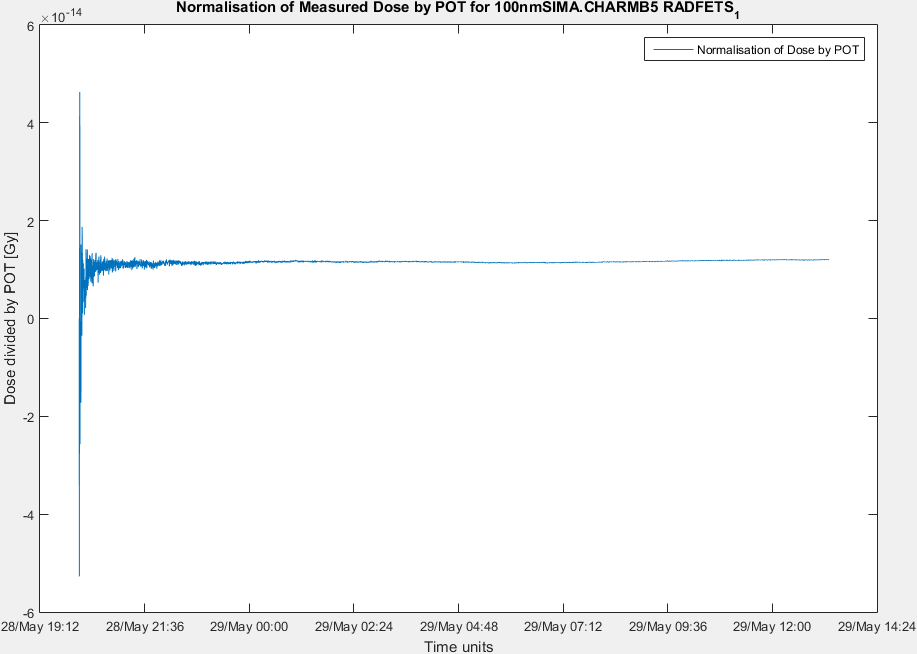 Normalisation of Measured Dose by POT for 100nmSIMA.CHARMB5 RADFETS_1
×10^-14
Normalisation of Dose by POT
6
4
2
0
-2
-4
-6
Dose divided by POT [Gy]
28/May 19:12 28/May 21:36 29/May 00:00 29/May 02:24 29/May 04:48 29/May 07:12 29/May 09:36 29/May 12:00 29/May 14:24
Time units